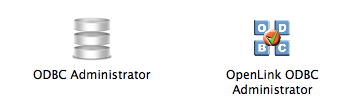 O D
B C
ODBC Administrator
OpenLink ODBC
Administrator